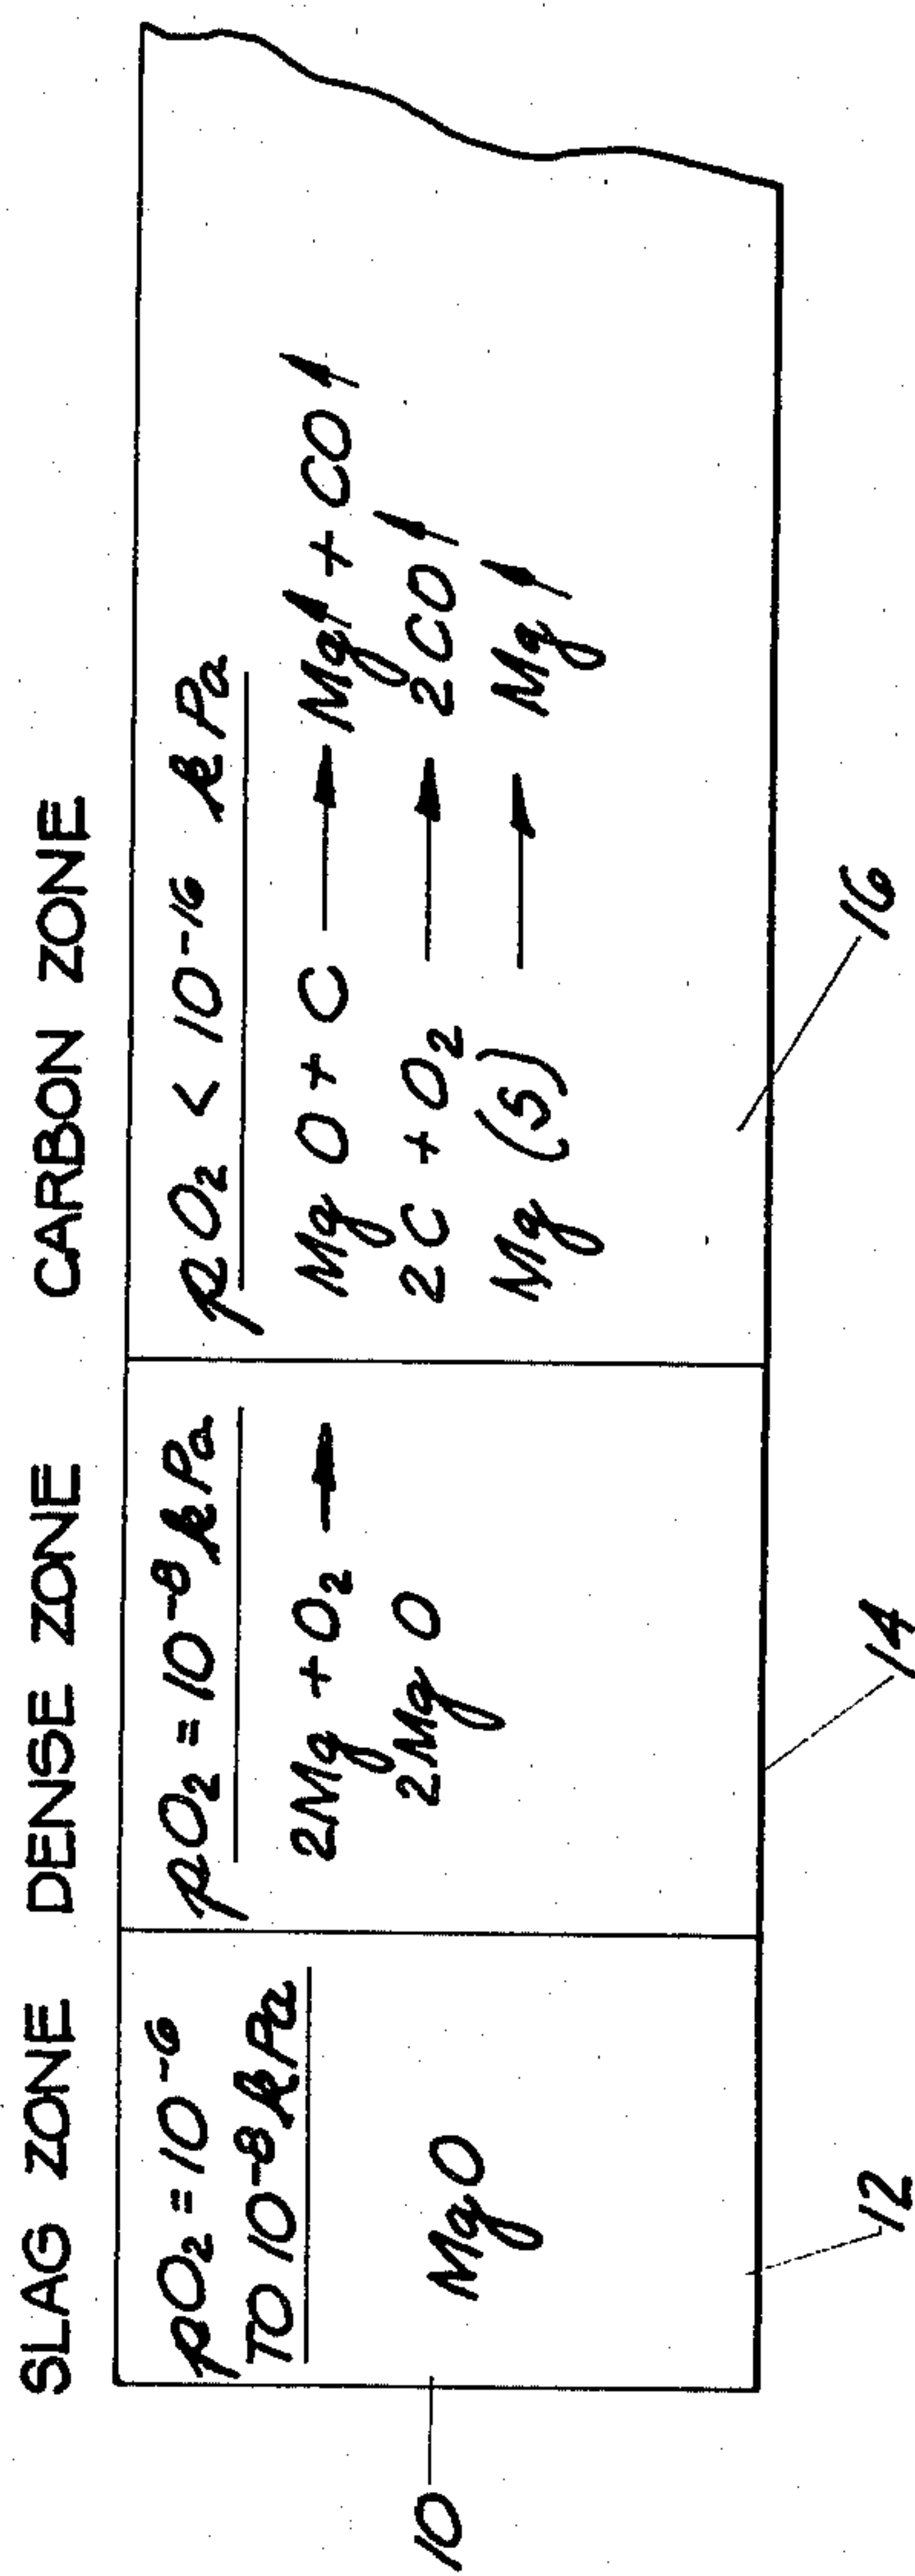 SLAG ZONE DENSE ZONE CARBON ZONE
pO₂ = 10⁻⁶
TO 10⁻⁸ kPa
MgO
pO₂ = 10⁻⁸ kPa
2Mg + O₂ →
2MgO
pO₂ < 10⁻¹⁶ kPa
MgO + C → Mg↑ + CO↑
2C + O₂ → 2CO↑
Mg (S) → Mg↑
10
12
14
16